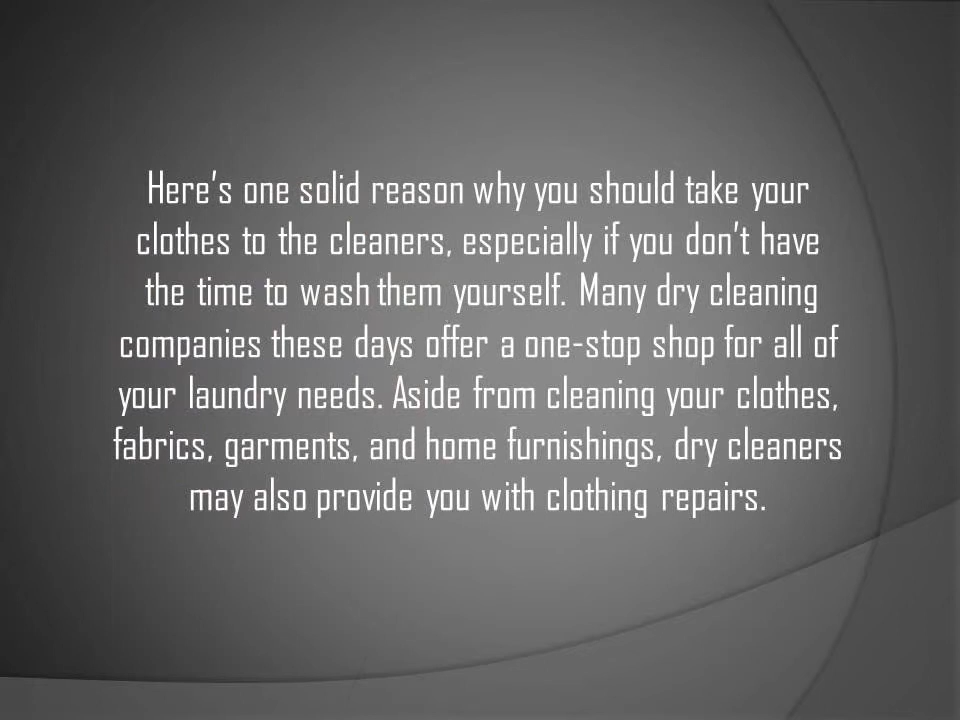 Here's one solid reason why you should take your
clothes to the cleaners, especially if you don't have
the time to wash them yourself. Many dry cleaning
companies these days offer a one-stop shop for all of
your laundry needs. Aside from cleaning your clothes,
fabrics, garments, and home furnishings, dry cleaners
may also provide you with clothing repairs.